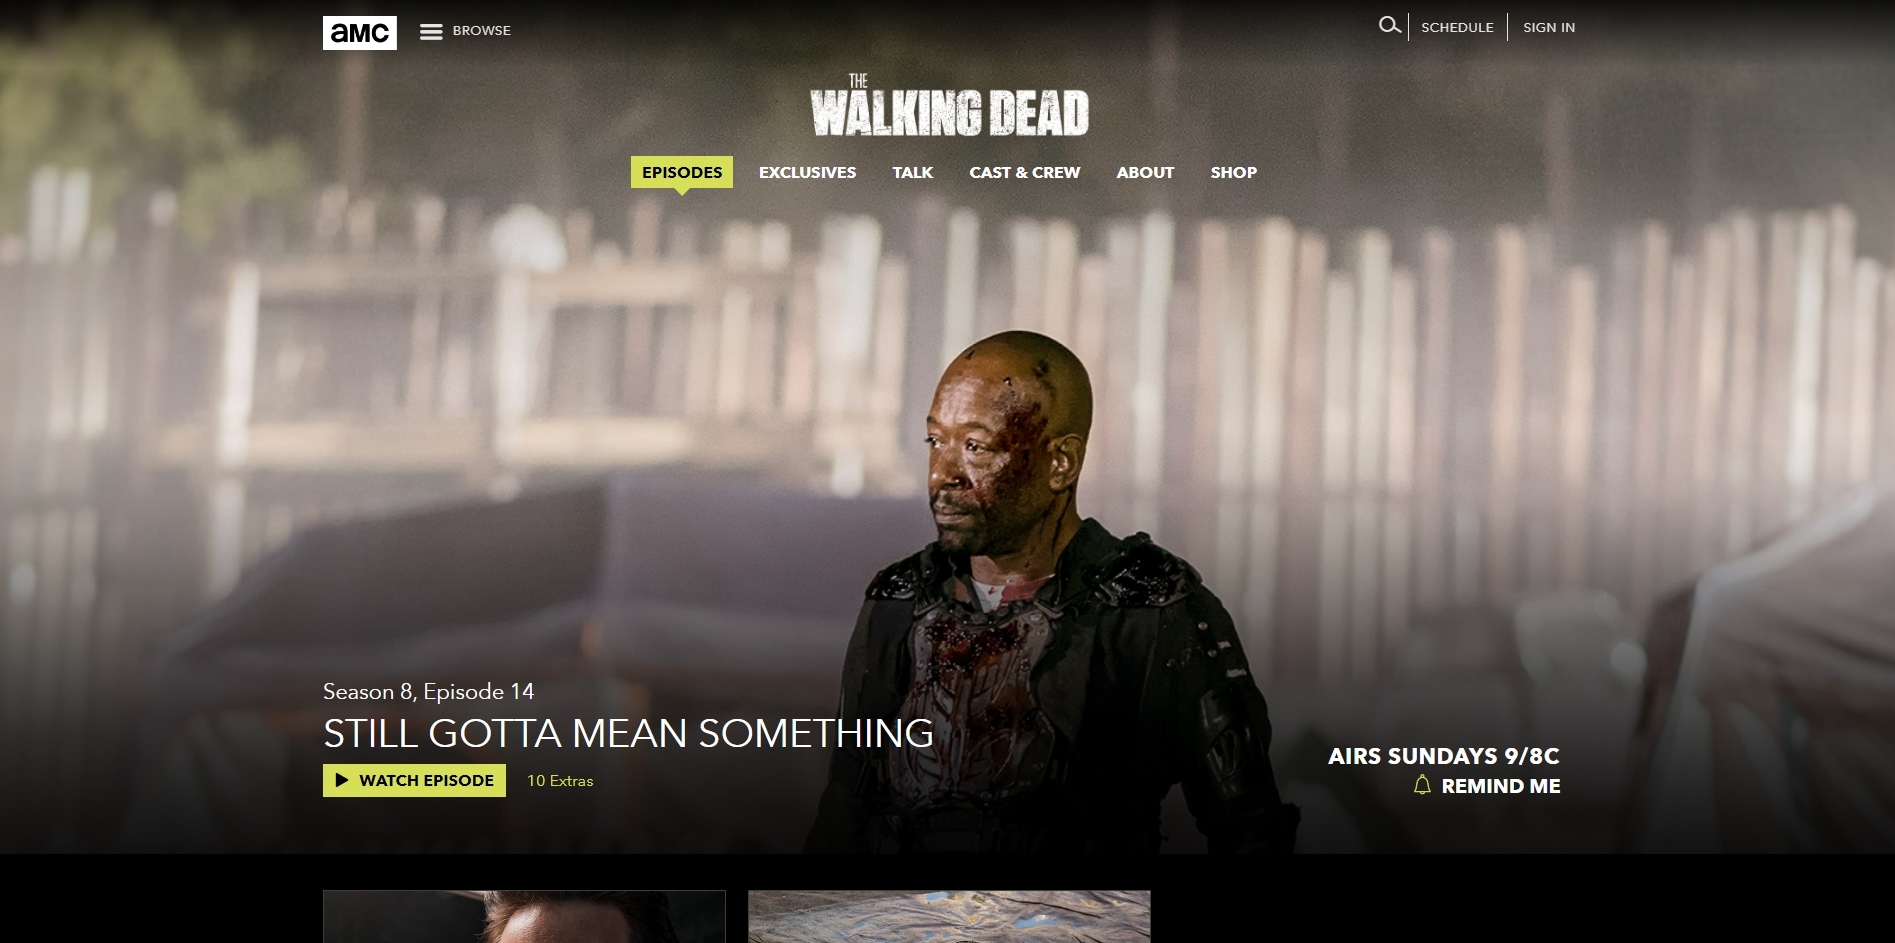 aMC
BROWSE
SCHEDULE
SIGN IN
THE
WALKING DEAD
EPISODES
EXCLUSIVES
TALK
CAST & CREW
ABOUT
SHOP
Season 8, Episode 14
STILL GOTTA MEAN SOMETHING
WATCH EPISODE
10 Extras
AIRS SUNDAYS 9/8C
REMIND ME